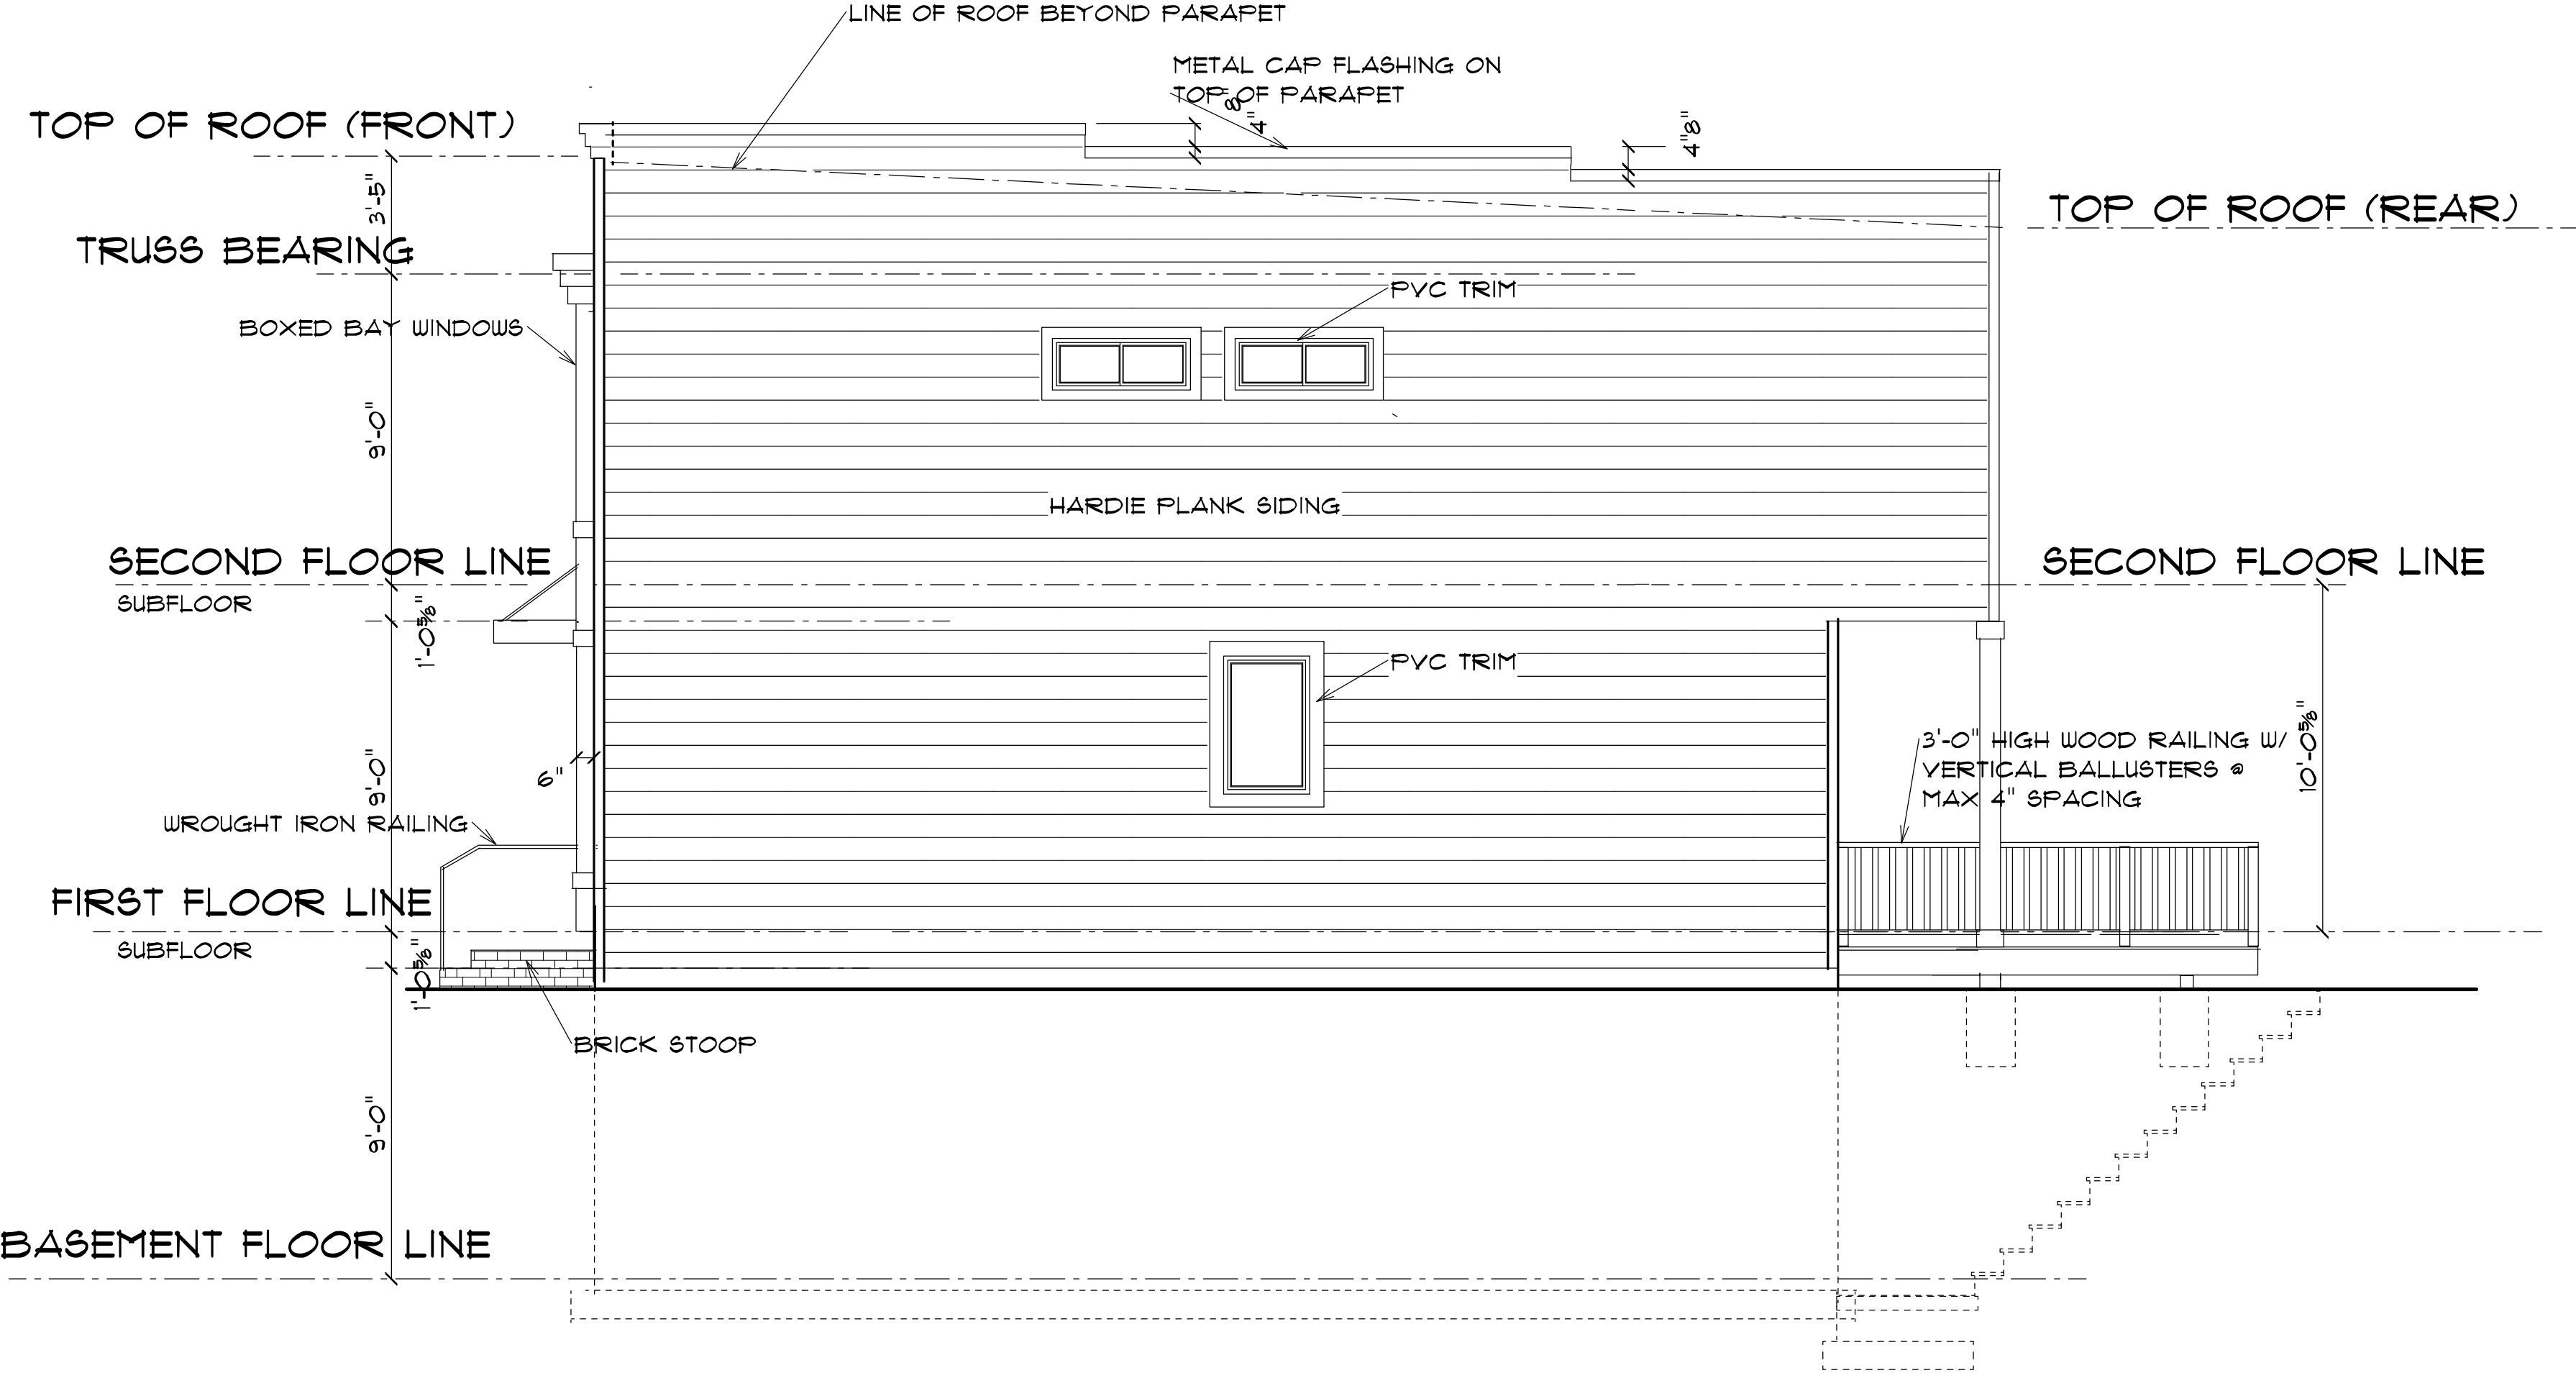 LINE OF ROOF BEYOND PARAPET
METAL CAP FLASHING ON
TOP OF PARAPET
8"
4"
4"
8"
TOP OF ROOF (FRONT)
3'-5"
TOP OF ROOF (REAR)
TRUSS BEARING
PVC TRIM
BOXED BAY WINDOWS
9'-0"
HARDIE PLANK SIDING
SECOND FLOOR LINE
SECOND FLOOR LINE
SUBFLOOR
1'-0⅝"
PVC TRIM
3'-0" HIGH WOOD RAILING W/
VERTICAL BALLUSTERS @
MAX 4" SPACING
10'-0⅝"
6"
9'-0"
WROUGHT IRON RAILING
FIRST FLOOR LINE
SUBFLOOR
1'-0⅝"
BRICK STOOP
9'-0"
BASEMENT FLOOR LINE